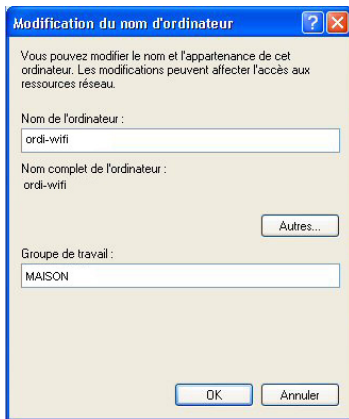 Modification du nom d'ordinateur
Vous pouvez modifier le nom et l'appartenance de cet
ordinateur. Les modifications peuvent affecter l'accès aux
ressources réseau.
Nom de l'ordinateur :
ordi-wifi
Nom complet de l'ordinateur :
ordi-wifi
Autres...
Groupe de travail :
MAISON
OK
Annuler